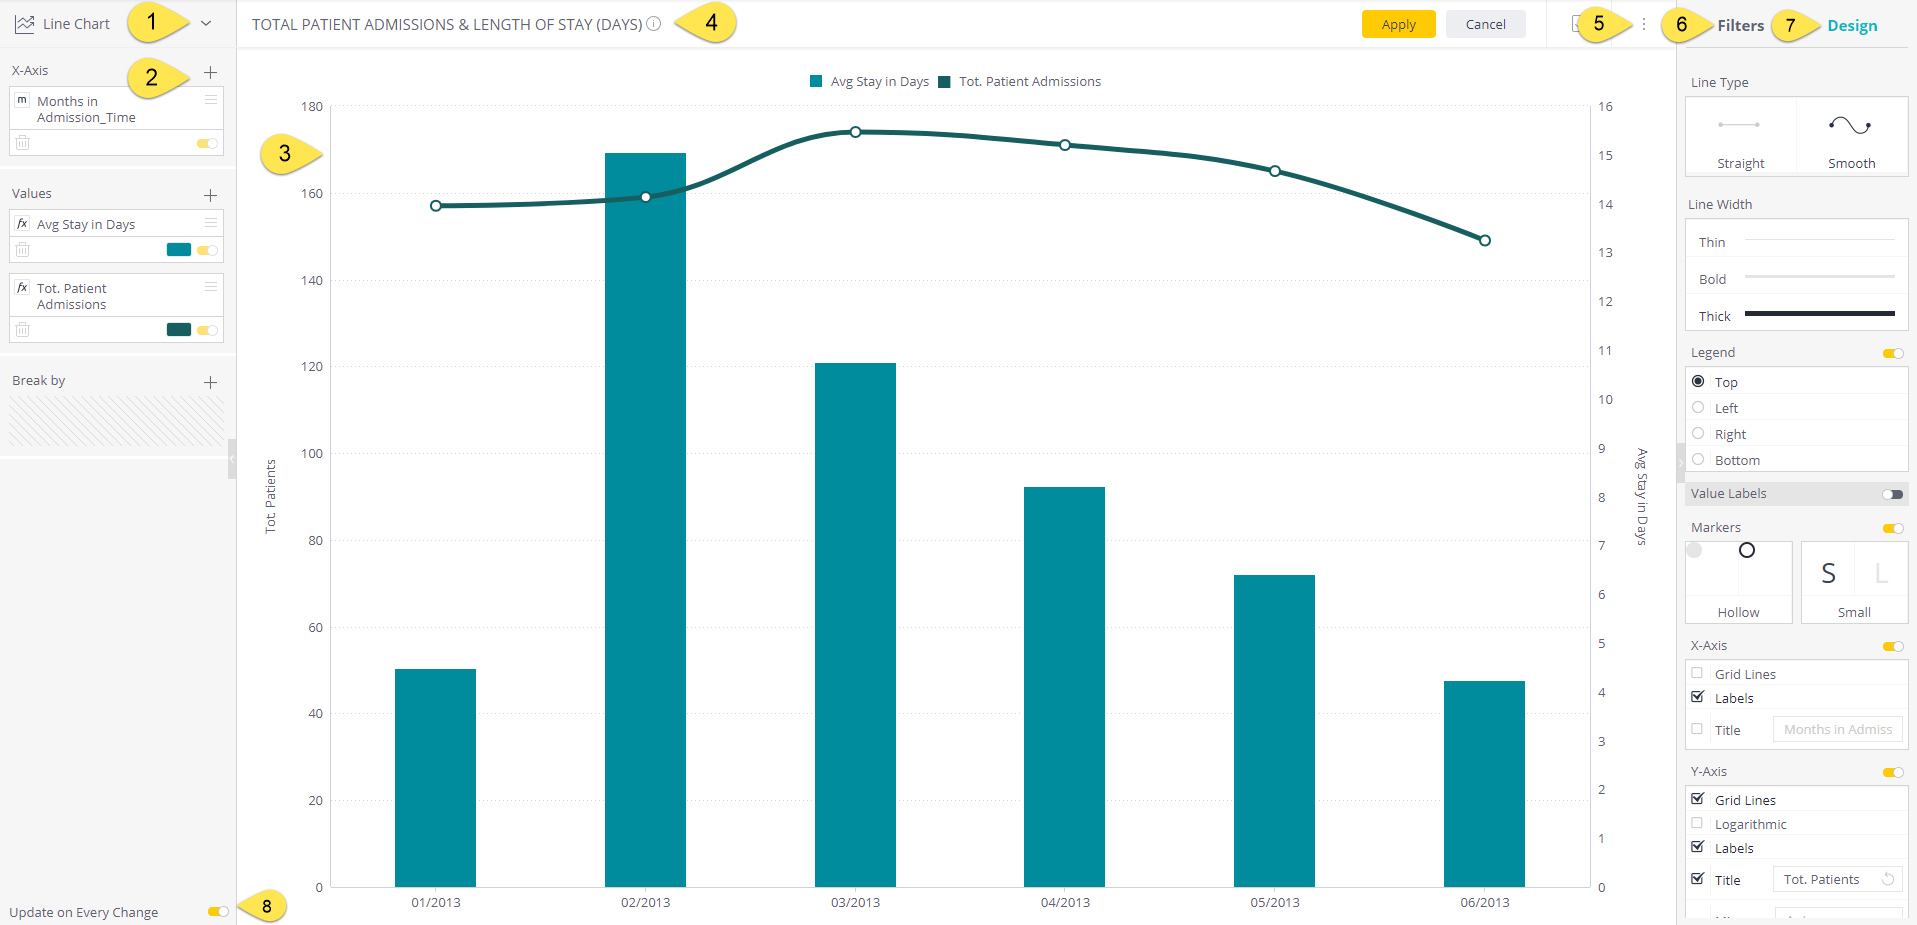 Line Chart
1
TOTAL PATIENT ADMISSIONS & LENGTH OF STAY (DAYS)
4
Apply
Cancel
5
6
Filters
7
Design
X-Axis
2
m
Months in
Admission_Time
Values
fx
Avg Stay in Days
fx
Tot. Patient
Admissions
Break by
Update on Every Change
8
Avg Stay in Days
Tot. Patient Admissions
3
180
160
140
120
100
80
60
40
20
0
Tot. Patients
16
15
14
13
12
11
10
9
8
7
6
5
4
3
2
1
0
Avg Stay in Days
01/2013
02/2013
03/2013
04/2013
05/2013
06/2013
Line Type
Straight
Smooth
Line Width
Thin
Bold
Thick
Legend
Top
Left
Right
Bottom
Value Labels
Markers
S
L
Hollow
Small
X-Axis
Grid Lines
Labels
Title
Months in Admiss
Y-Axis
Grid Lines
Logarithmic
Labels
Title
Tot. Patients